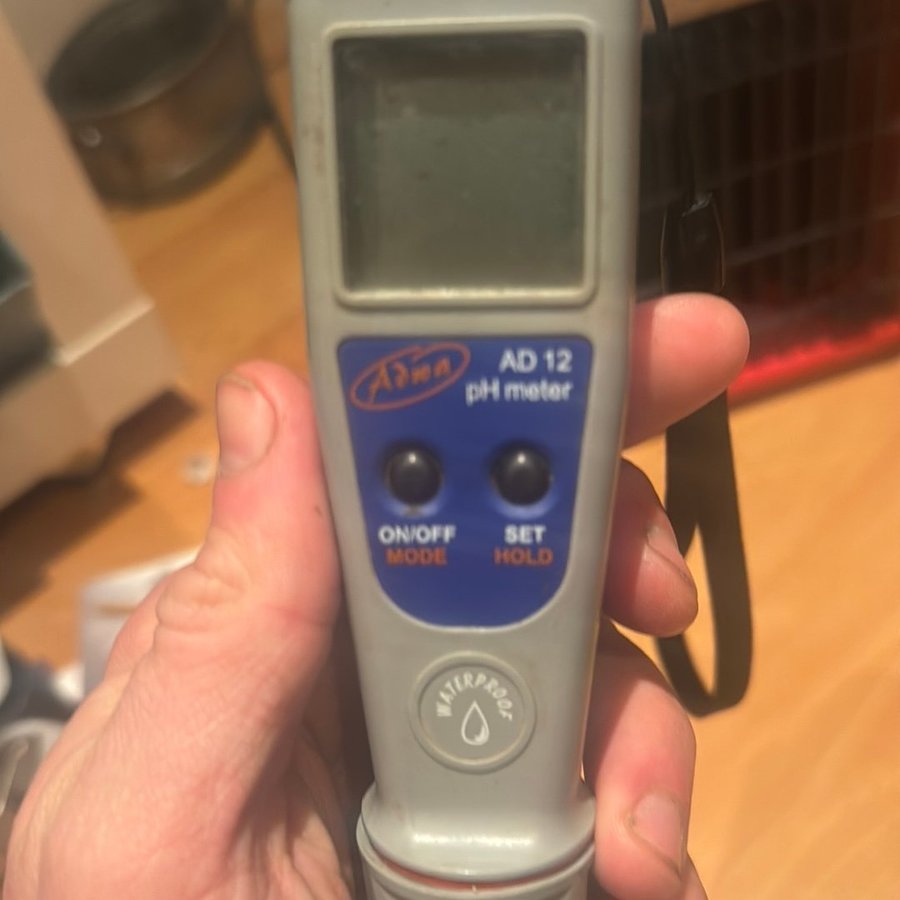 Adwa
AD 12
pH meter
ON/OFF
SET
MODE
HOLD
WATERPROOF